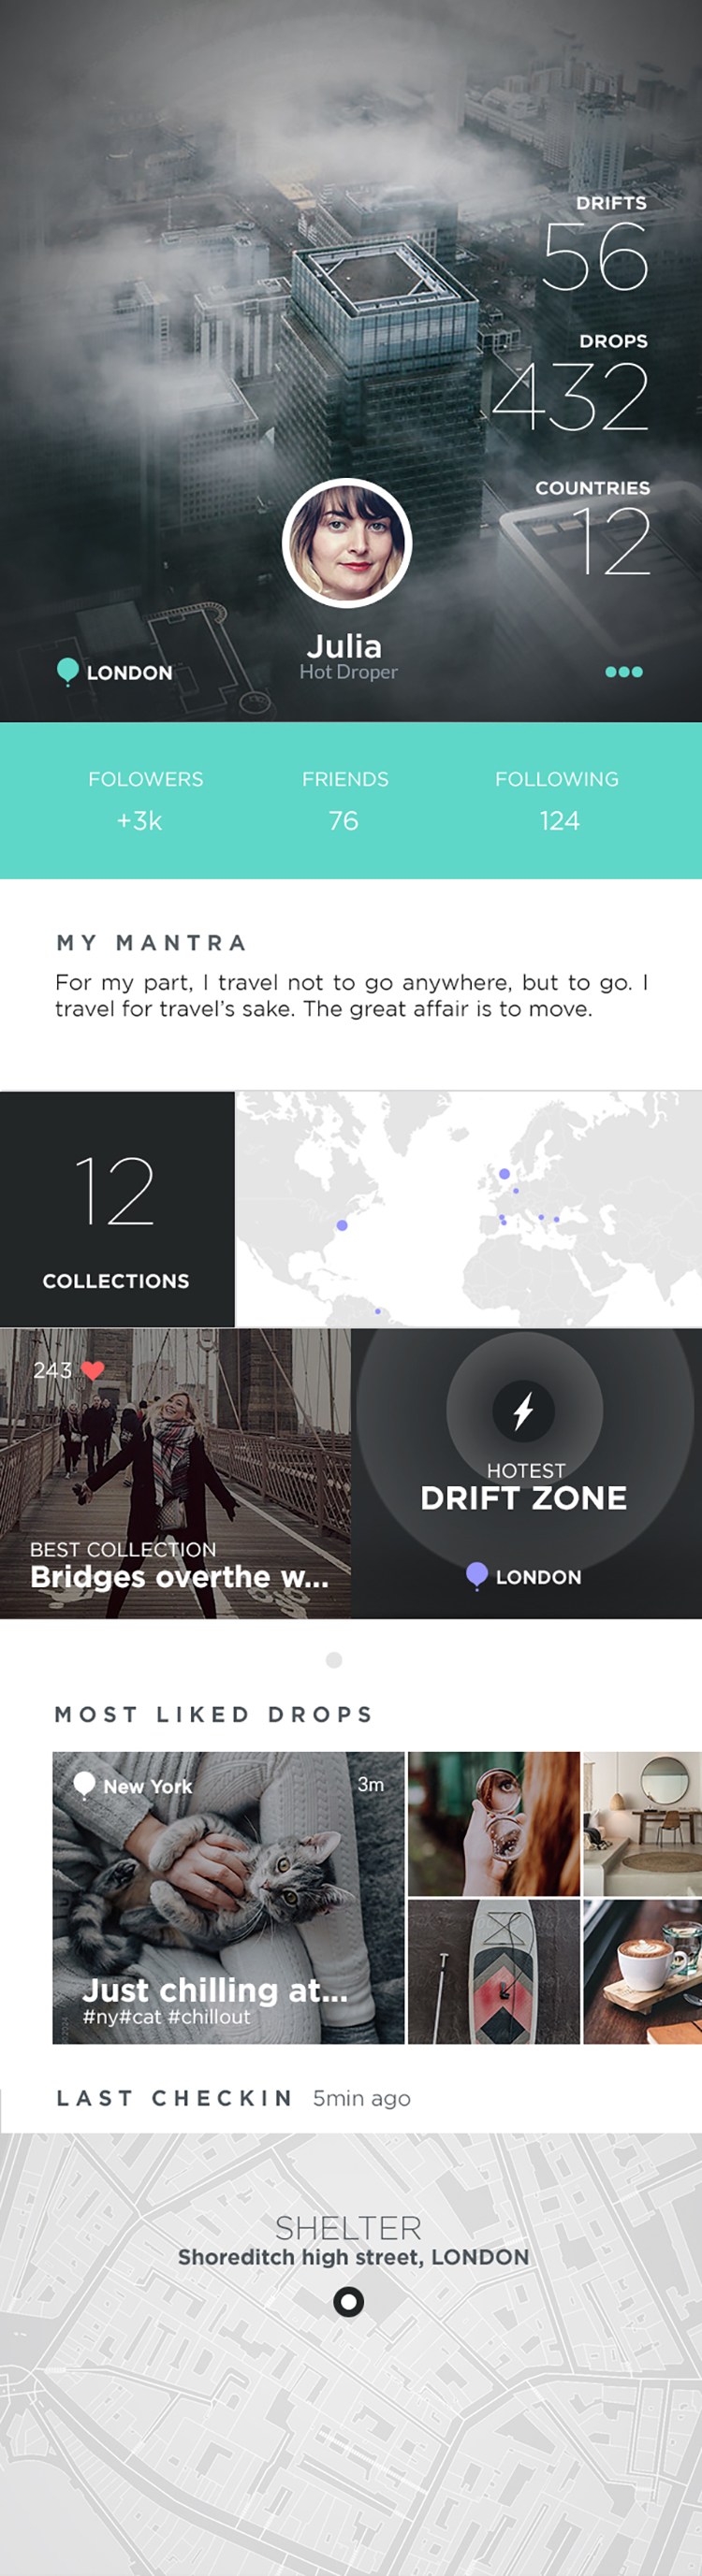 DRIFTS
56
DROPS
432
COUNTRIES
12
Julia
Hot Droper
LONDON
FOLOWERS
FRIENDS
FOLLOWING
+3k
76
124
MY MANTRA
For my part, I travel not to go anywhere, but to go. I
travel for travel's sake. The great affair is to move.
12
COLLECTIONS
243
BEST COLLECTION
Bridges overthe w...
HOTEST
DRIFT ZONE
LONDON
MOST LIKED DROPS
New York
3m
Just chilling at...
#ny#cat #chillout
LAST CHECKIN 5min ago
SHELTER
Shoreditch high street, LONDON